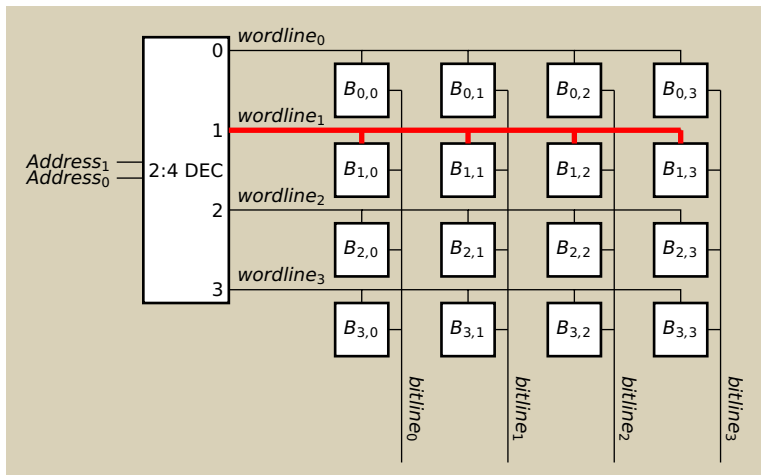 0 wordline₀
B₀,₀ B₀,₁ B₀,₂ B₀,₃
1 wordline₁
Address₁
Address₀
2:4 DEC
B₁,₀ B₁,₁ B₁,₂ B₁,₃
2 wordline₂
B₂,₀ B₂,₁ B₂,₂ B₂,₃
3 wordline₃
B₃,₀ B₃,₁ B₃,₂ B₃,₃
bitline₀
bitline₁
bitline₂
bitline₃